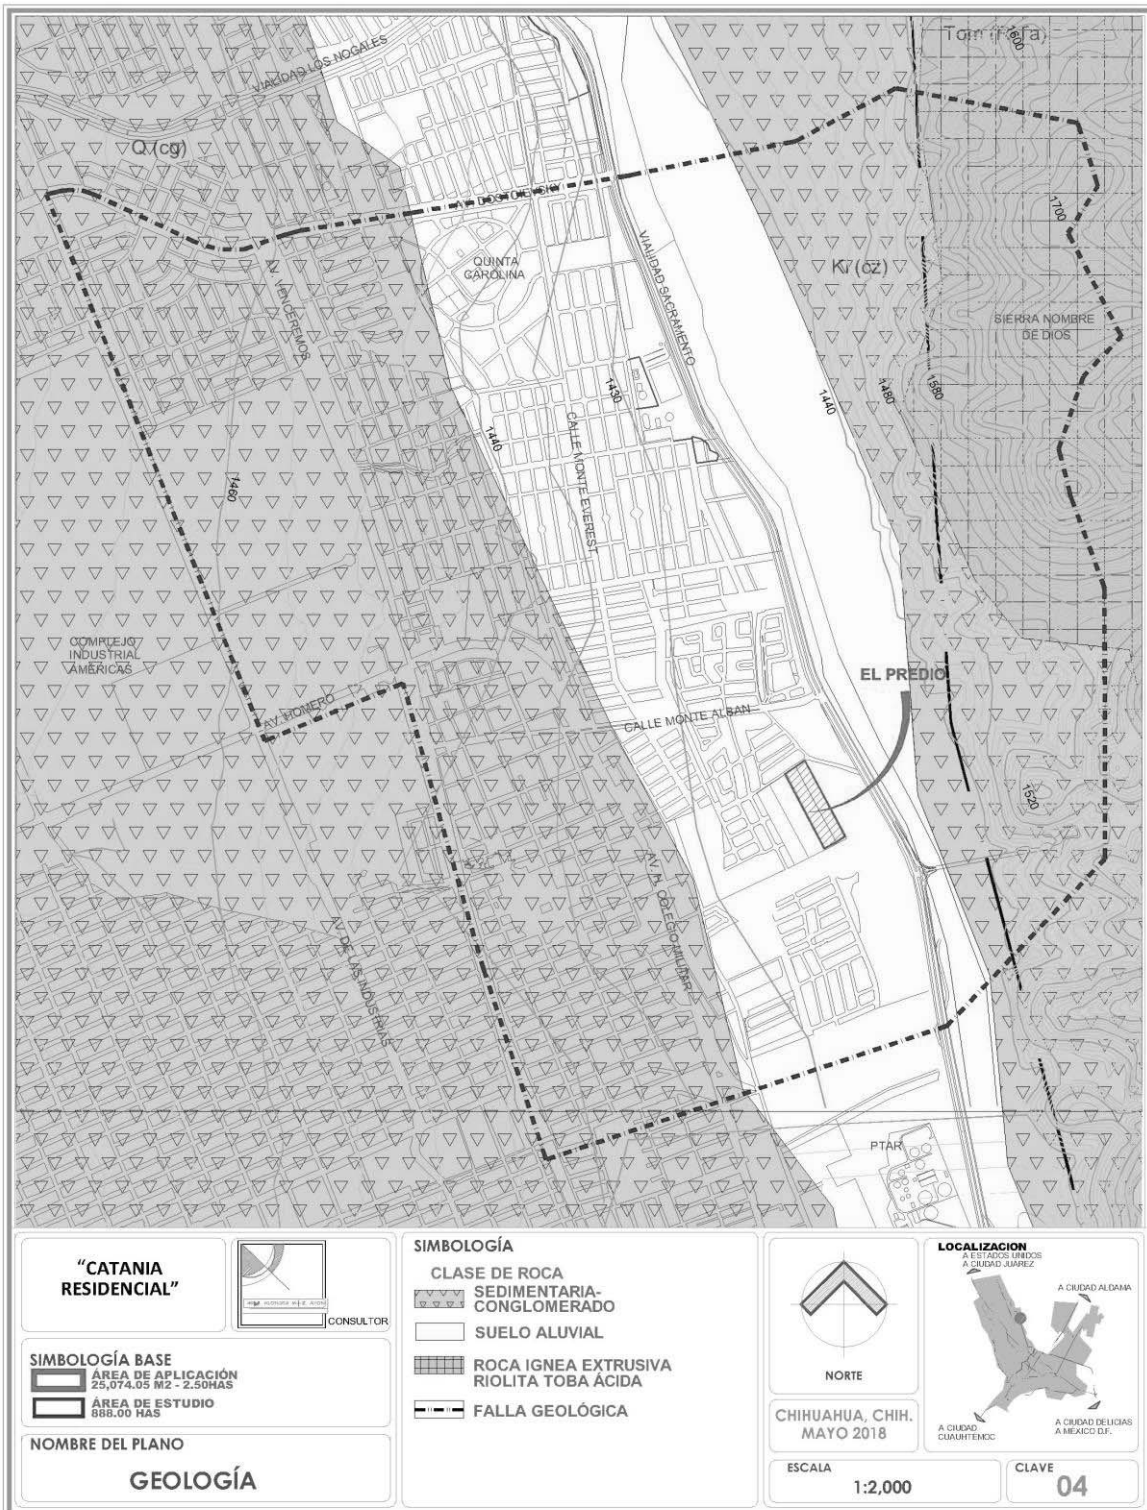 Tom (R-Ta)
1600
VIALIDAD LOS NOGALES
Q (cg)
AV. DOSTOIEVSKY
1700
QUINTA
CAROLINA
VIALIDAD SACRAMENTO
Ki (cz)
AV. VENCEREMOS
SIERRA NOMBRE
DE DIOS
1430
1440
1480
1580
1440
CALLE MONTE EVEREST
1460
COMPLEJO
INDUSTRIAL
AMERICAS
EL PREDIO
AV. HOMERO
CALLE MONTE ALBAN
1520
AV. H. COLEGIO MILITAR
AV. DE LAS INDUSTRIAS
PTAR
"CATANIA
RESIDENCIAL"
CONSULTOR
SIMBOLOGÍA BASE
ÁREA DE APLICACIÓN
25,074.05 M2 - 2.50HAS
ÁREA DE ESTUDIO
888.00 HAS
NOMBRE DEL PLANO
GEOLOGÍA
SIMBOLOGÍA
CLASE DE ROCA
SEDIMENTARIA-
CONGLOMERADO
SUELO ALUVIAL
ROCA IGNEA EXTRUSIVA
RIOLITA TOBA ÁCIDA
FALLA GEOLÓGICA
NORTE
CHIHUAHUA, CHIH.
MAYO 2018
LOCALIZACION
A ESTADOS UNIDOS
A CIUDAD JUAREZ
A CIUDAD ALDAMA
A CIUDAD
CUAUHTEMOC
A CIUDAD DELICIAS
A MEXICO D.F.
ESCALA
1:2,000
CLAVE
04